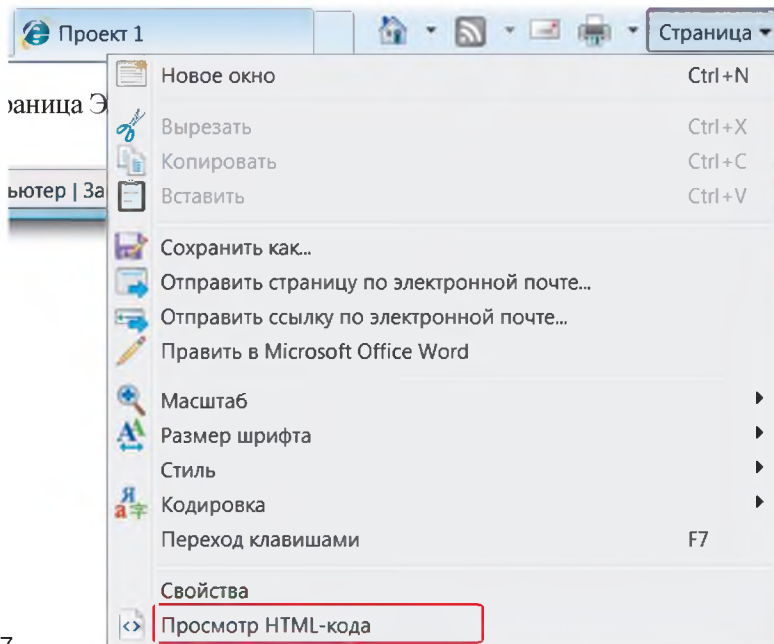 Проект 1
Страница
Новое окно Ctrl+N
раница Э
Вырезать Ctrl+X
Копировать Ctrl+C
ьютер | За
Вставить Ctrl+V
Сохранить как...
Отправить страницу по электронной почте...
Отправить ссылку по электронной почте...
Править в Microsoft Office Word
Масштаб
Размер шрифта
Стиль
Кодировка
Переход клавишами F7
Свойства
Просмотр HTML-кода